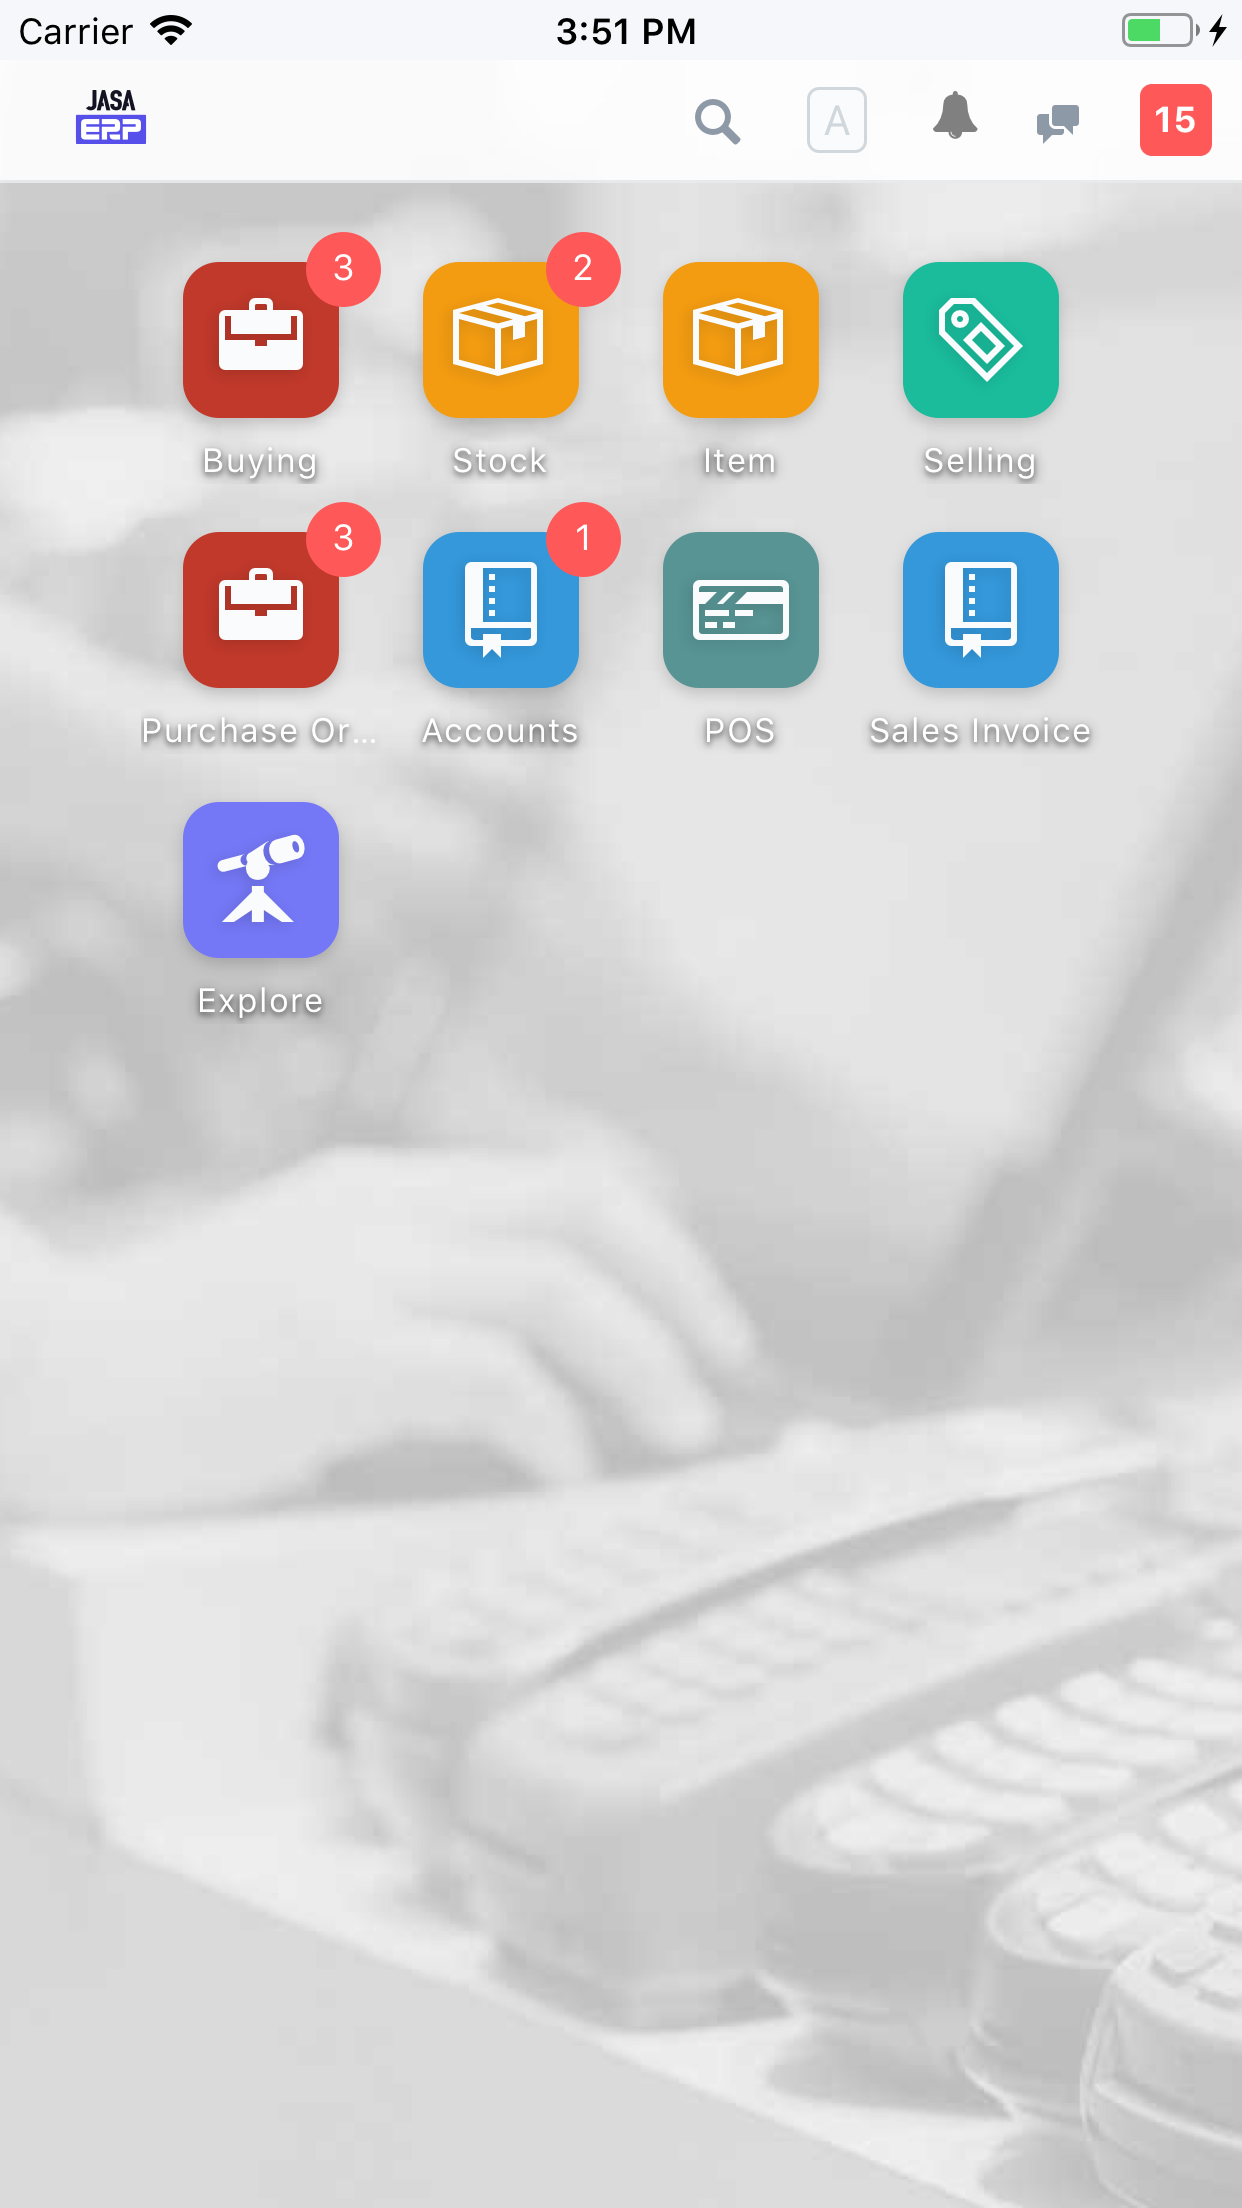 Carrier 3:51 PM
JASA
ERP
A
15
3
2
Buying Stock Item Selling
3
1
Purchase Or... Accounts POS Sales Invoice
Explore